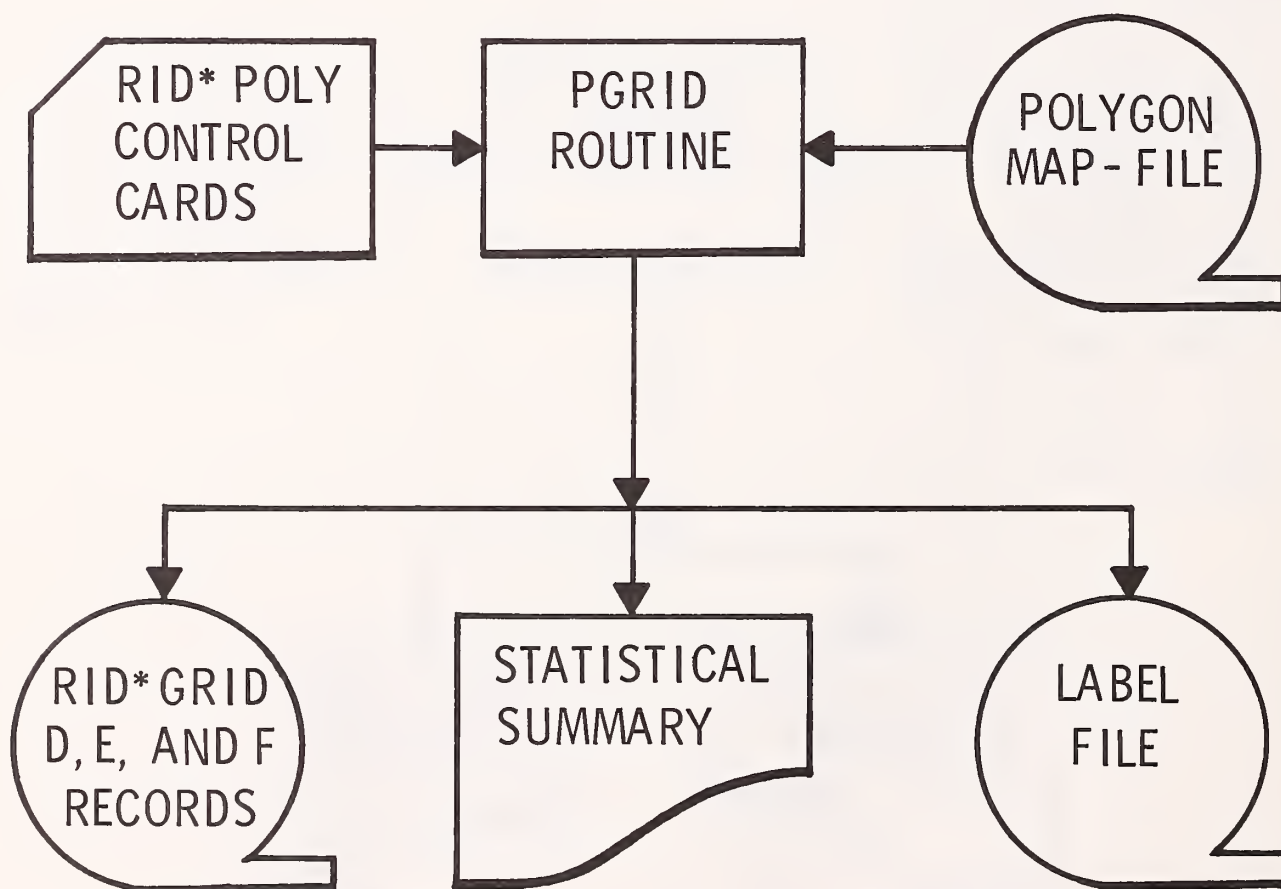 RID* POLY
CONTROL
CARDS
PGRID
ROUTINE
POLYGON
MAP-FILE
RID* GRID
D, E, AND F
RECORDS
STATISTICAL
SUMMARY
LABEL
FILE